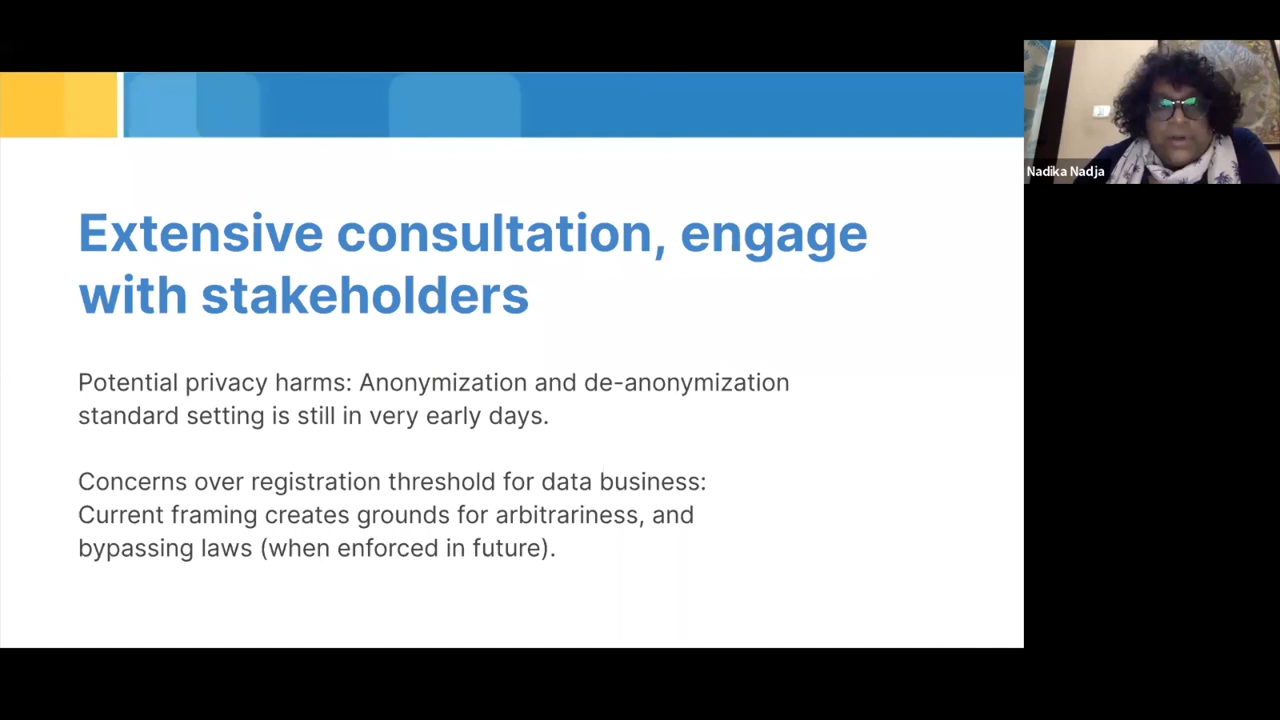 Extensive consultation, engage
with stakeholders
Potential privacy harms: Anonymization and de-anonymization
standard setting is still in very early days.
Concerns over registration threshold for data business:
Current framing creates grounds for arbitrariness, and
bypassing laws (when enforced in future).
Nadika Nadja